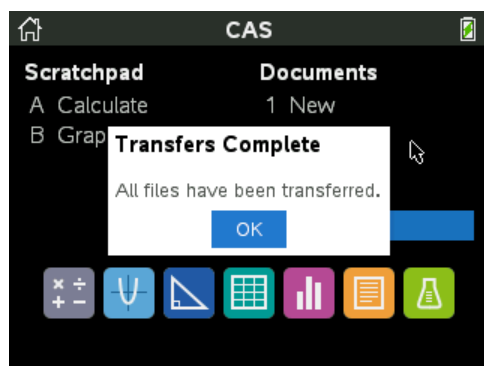 CAS
Scratchpad
Documents
A Calculate
1 New
B Grap
Transfers Complete
All files have been transferred.
OK